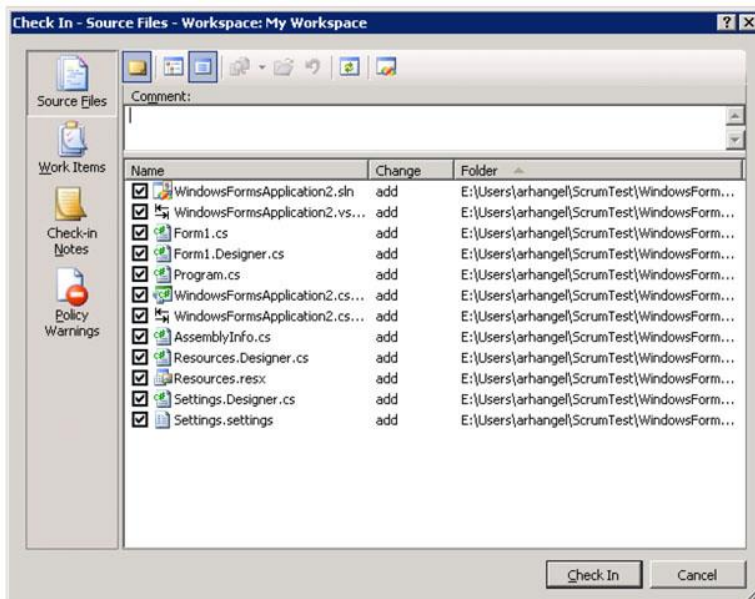 Check In - Source Files - Workspace: My Workspace
Source Files
Work Items
Check-in
Notes
Policy
Warnings
Comment:
Name Change Folder
WindowsFormsApplication2.sln add E:\Users\arhangel\ScrumTest\WindowsForm...
WindowsFormsApplication2.vs... add E:\Users\arhangel\ScrumTest\WindowsForm...
Form1.cs add E:\Users\arhangel\ScrumTest\WindowsForm...
Form1.Designer.cs add E:\Users\arhangel\ScrumTest\WindowsForm...
Program.cs add E:\Users\arhangel\ScrumTest\WindowsForm...
WindowsFormsApplication2.cs... add E:\Users\arhangel\ScrumTest\WindowsForm...
WindowsFormsApplication2.cs... add E:\Users\arhangel\ScrumTest\WindowsForm...
AssemblyInfo.cs add E:\Users\arhangel\ScrumTest\WindowsForm...
Resources.Designer.cs add E:\Users\arhangel\ScrumTest\WindowsForm...
Resources.resx add E:\Users\arhangel\ScrumTest\WindowsForm...
Settings.Designer.cs add E:\Users\arhangel\ScrumTest\WindowsForm...
Settings.settings add E:\Users\arhangel\ScrumTest\WindowsForm...
Check In Cancel